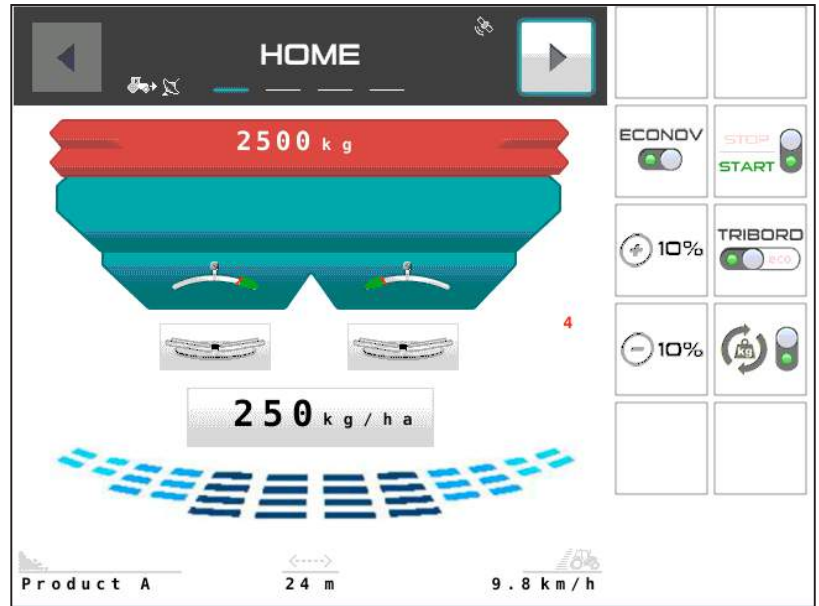 HOME
2500 kg
4
250 kg/ha
Product A
24 m
9.8 km/h
ECONOV
STOP
START
10%
TRIBORD
eco
10%
kg